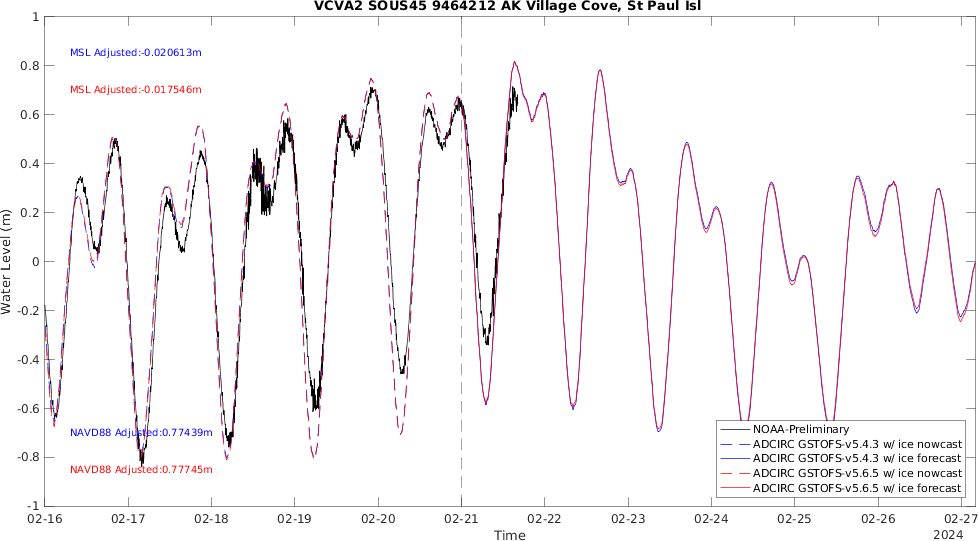 VCVA2 SOUS45 9464212 AK Village Cove, St Paul Isl
MSL Adjusted:-0.020613m
MSL Adjusted:-0.017546m
NAVD88 Adjusted:0.77439m
NAVD88 Adjusted:0.77745m
Water Level (m)
1
0.8
0.6
0.4
0.2
0
-0.2
-0.4
-0.6
-0.8
-1
NOAA-Preliminary
ADCIRC GSTOFS-v5.4.3 w/ ice nowcast
ADCIRC GSTOFS-v5.4.3 w/ ice forecast
ADCIRC GSTOFS-v5.6.5 w/ ice nowcast
ADCIRC GSTOFS-v5.6.5 w/ ice forecast
02-16 02-17 02-18 02-19 02-20 02-21 02-22 02-23 02-24 02-25 02-26 02-27
Time
2024